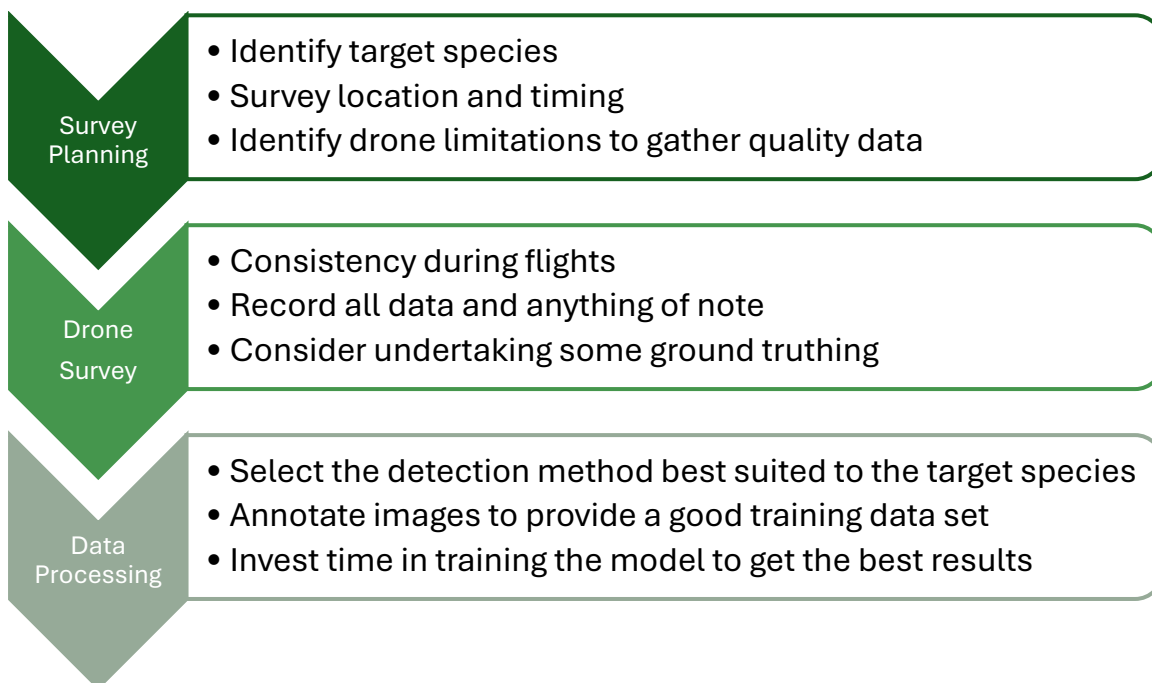 Survey
Planning
• Identify target species
• Survey location and timing
• Identify drone limitations to gather quality data
Drone
Survey
• Consistency during flights
• Record all data and anything of note
• Consider undertaking some ground truthing
Data
Processing
• Select the detection method best suited to the target species
• Annotate images to provide a good training data set
• Invest time in training the model to get the best results